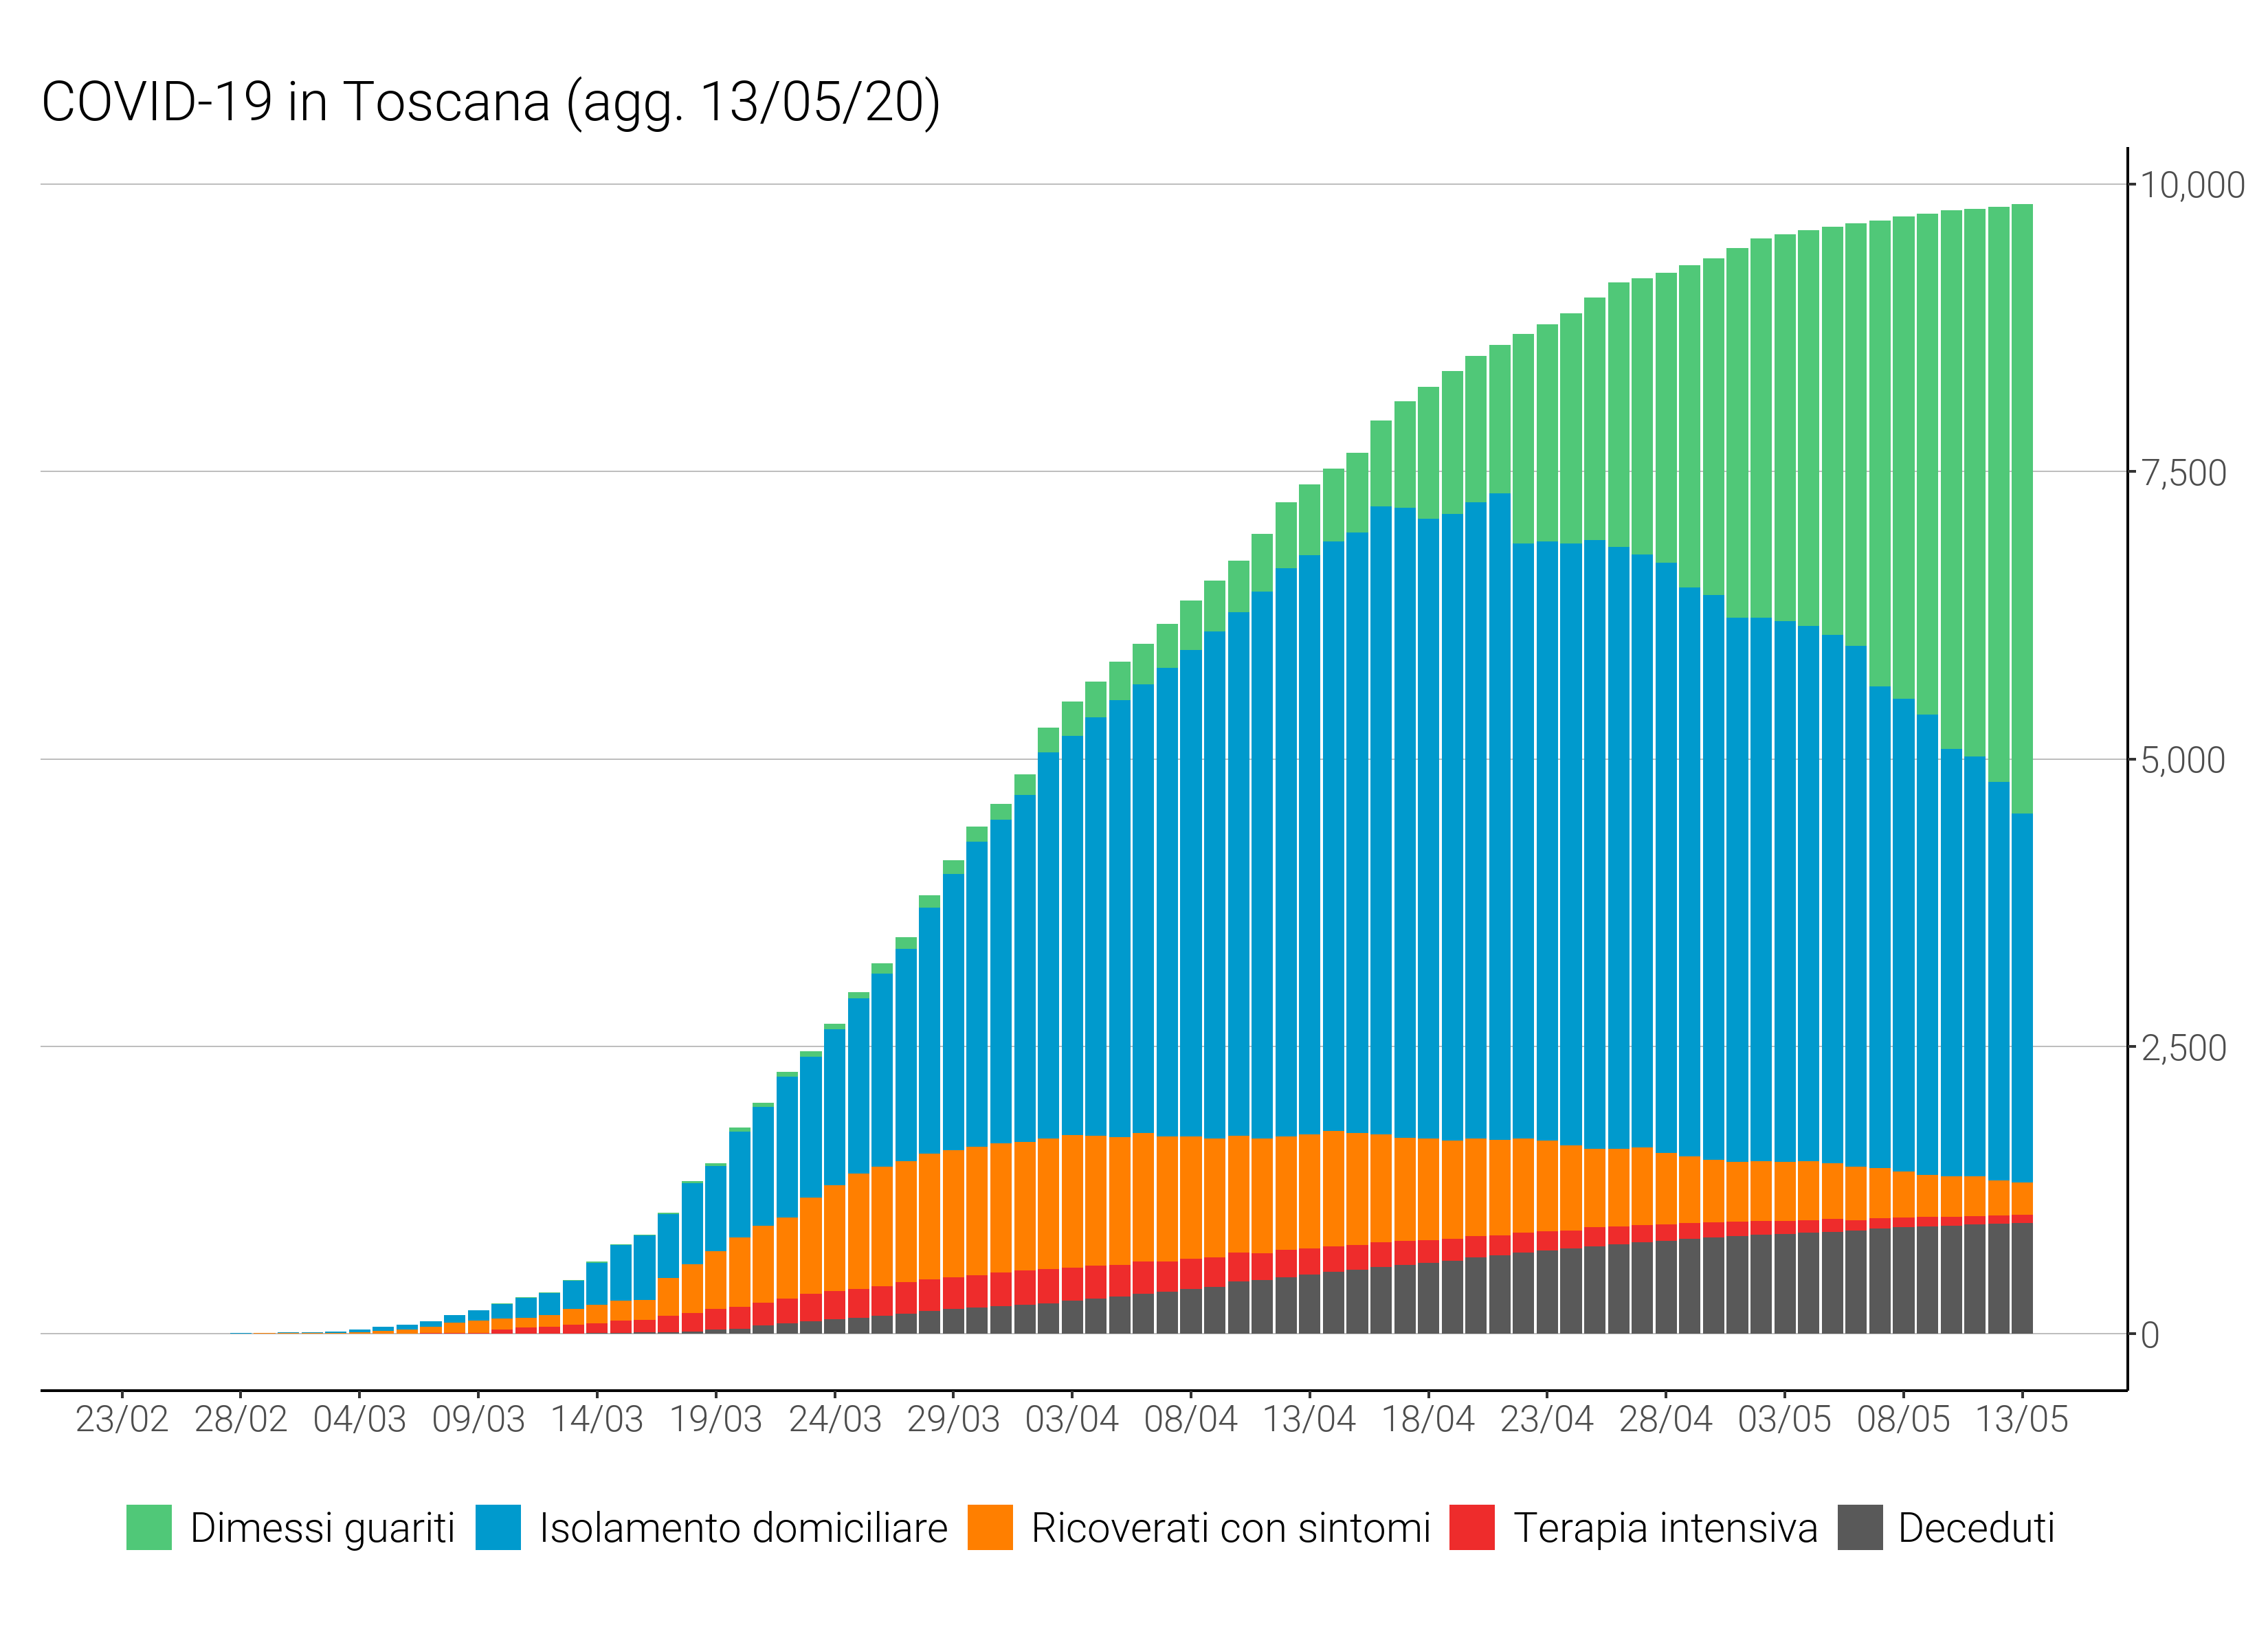 COVID-19 in Toscana (agg. 13/05/20)
10,000
7,500
5,000
2,500
0
23/02 28/02 04/03 09/03 14/03 19/03 24/03 29/03 03/04 08/04 13/04 18/04 23/04 28/04 03/05 08/05 13/05
Dimessi guariti Isolamento domiciliare Ricoverati con sintomi Terapia intensiva Deceduti